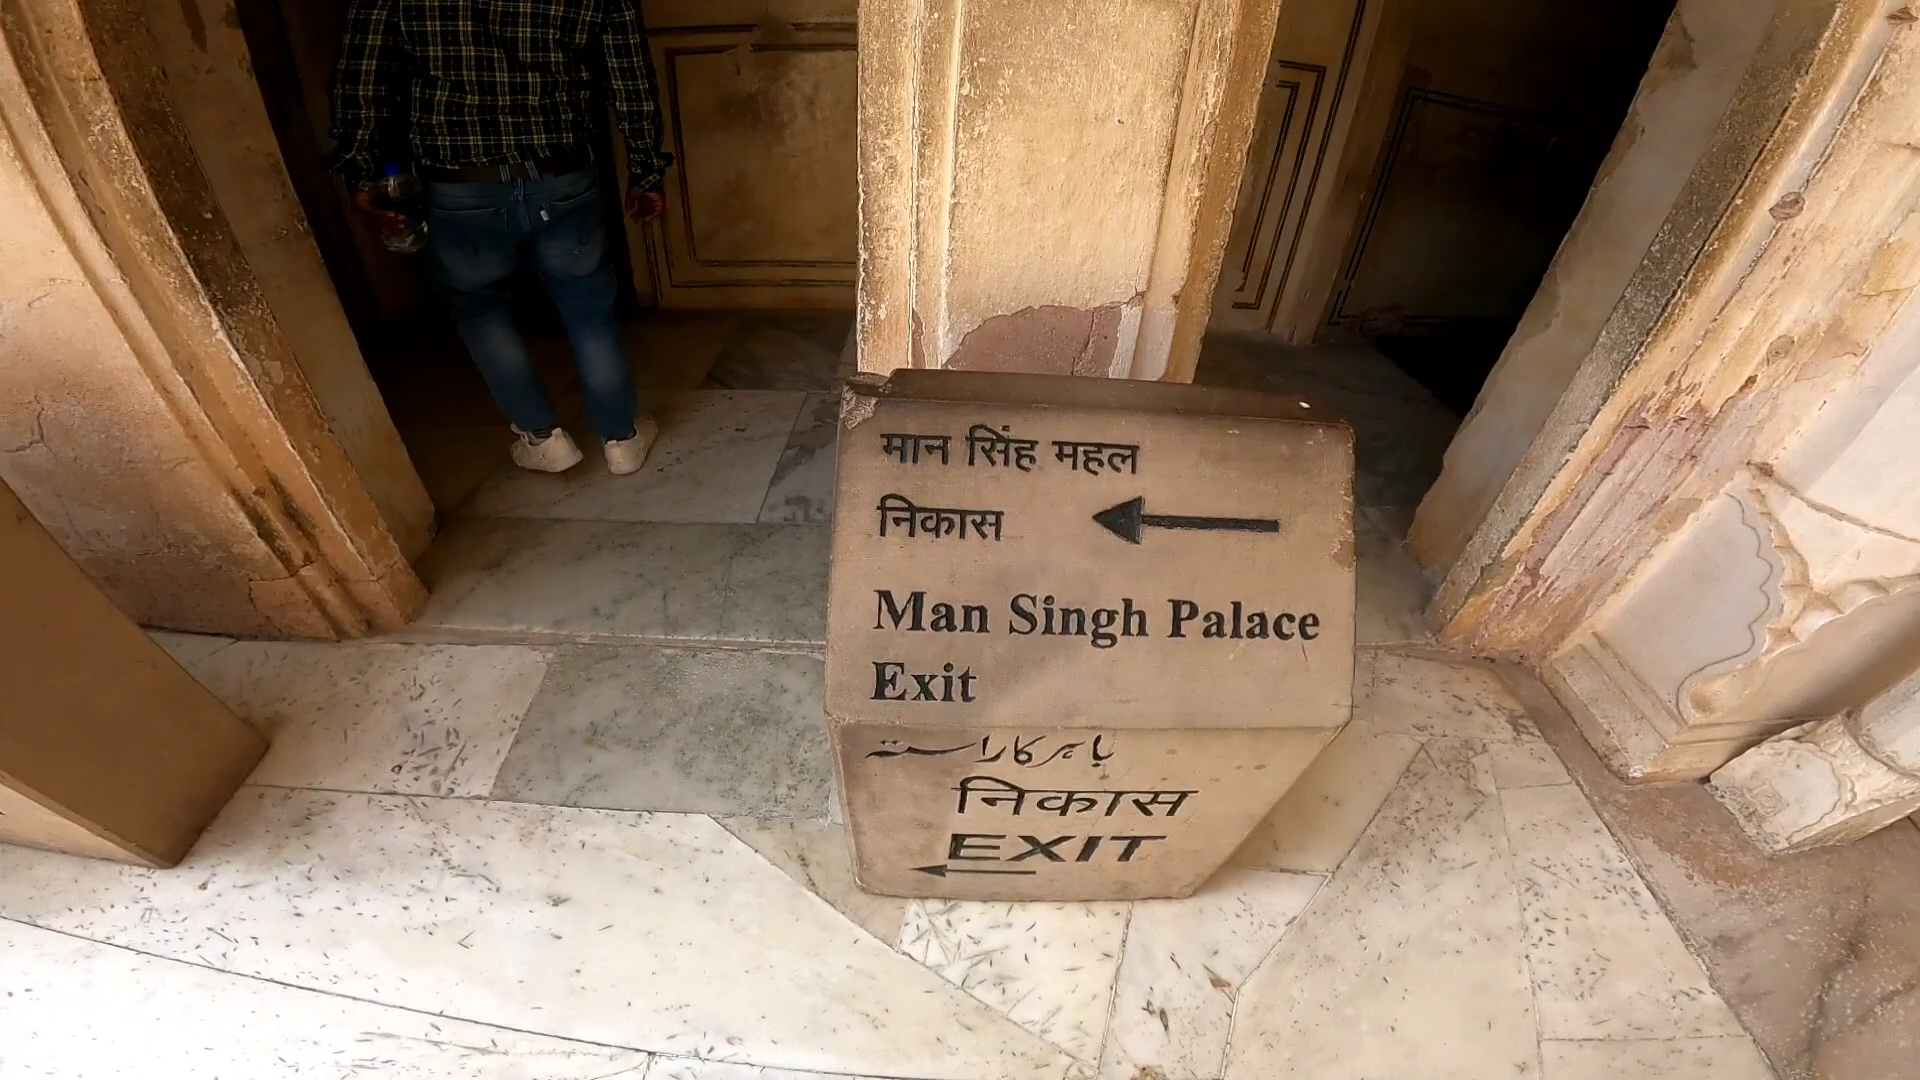 मान सिंह महल
निकास
Man Singh Palace
Exit
باہر کا راستہ
निकास
EXIT